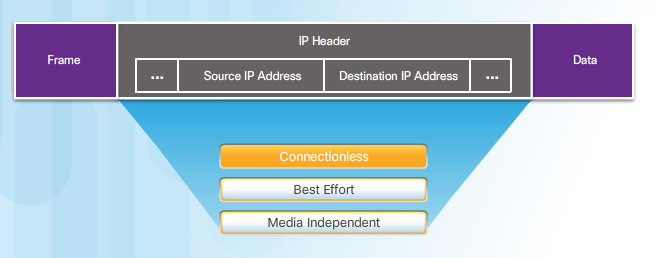 Frame
IP Header
... Source IP Address Destination IP Address ...
Data
Connectionless
Best Effort
Media Independent